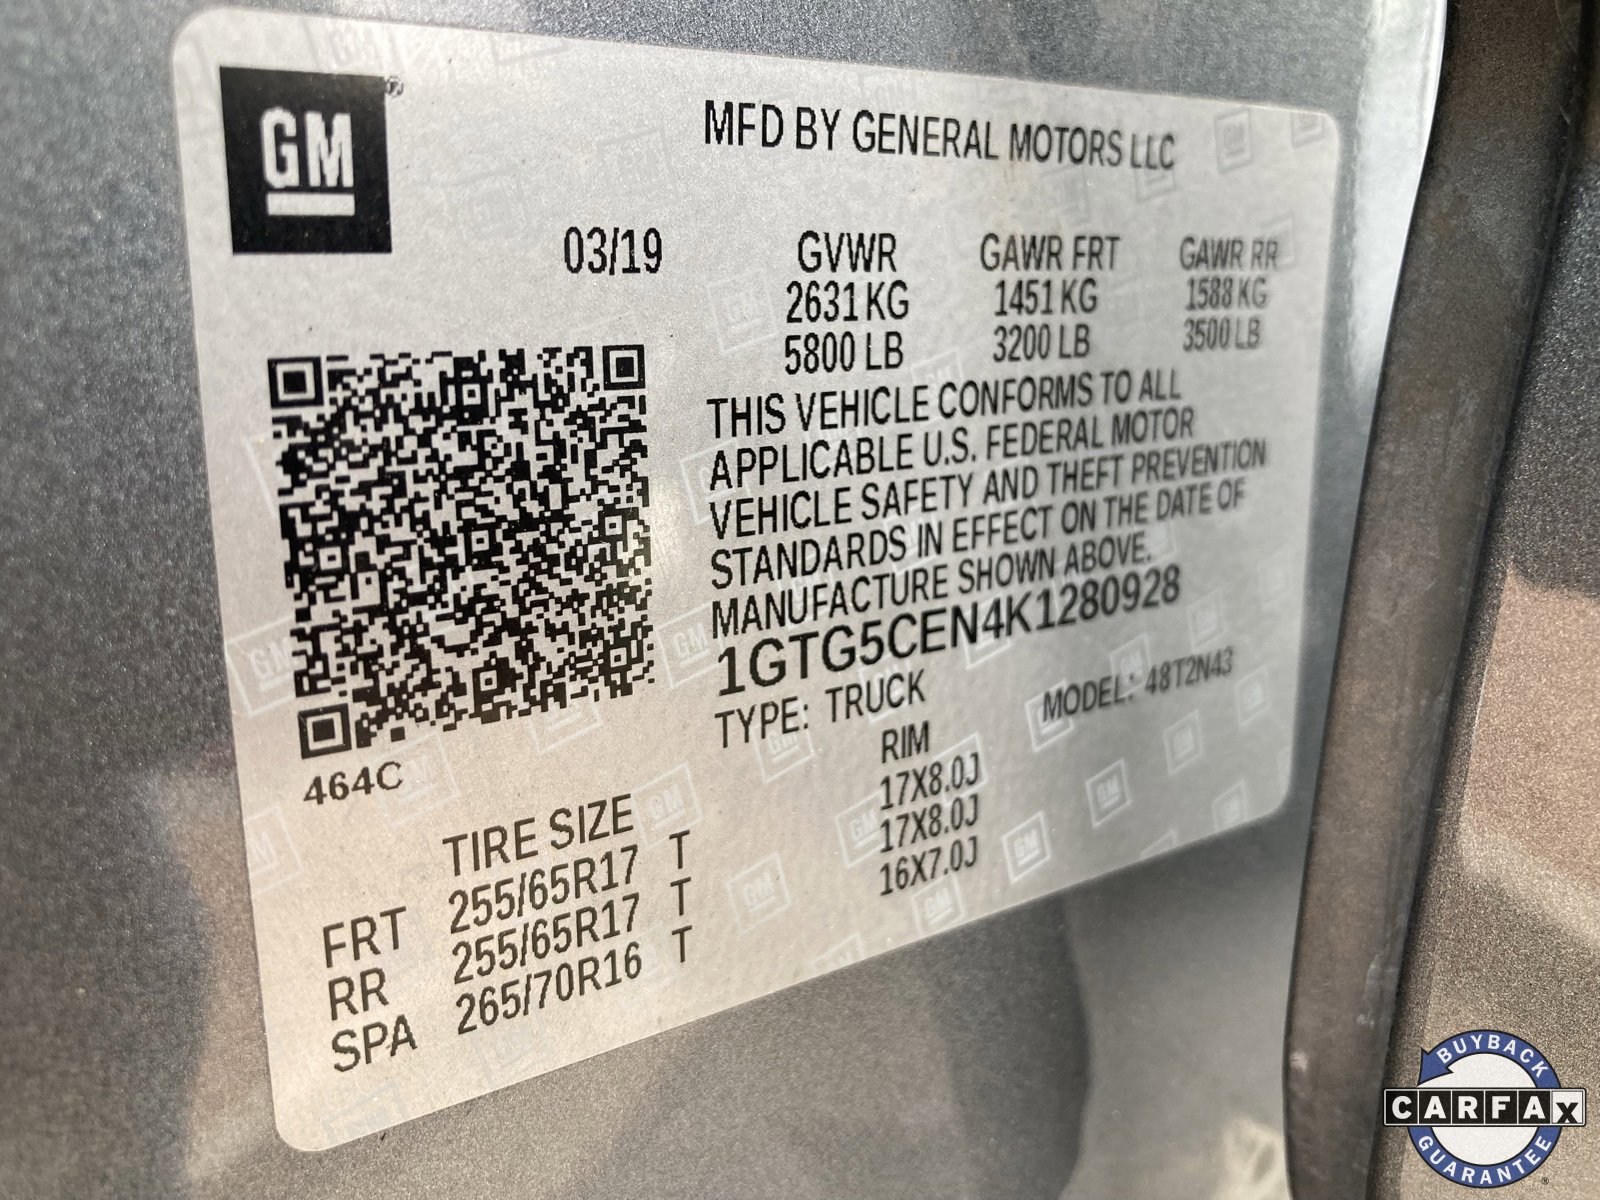 GM
MFD BY GENERAL MOTORS LLC
03/19
GVWR GAWR FRT GAWR RR
2631 KG 1451 KG 1588 KG
5800 LB 3200 LB 3500 LB
THIS VEHICLE CONFORMS TO ALL
APPLICABLE U.S. FEDERAL MOTOR
VEHICLE SAFETY AND THEFT PREVENTION
STANDARDS IN EFFECT ON THE DATE OF
MANUFACTURE SHOWN ABOVE.
1GTG5CEN4K1280928
TYPE: TRUCK MODEL: 48T2N43
464C
TIRE SIZE RIM
FRT 255/65R17 T 17X8.0J
RR 255/65R17 T 17X8.0J
SPA 265/70R16 T 16X7.0J
BUYBACK
CARFAX
GUARANTEE